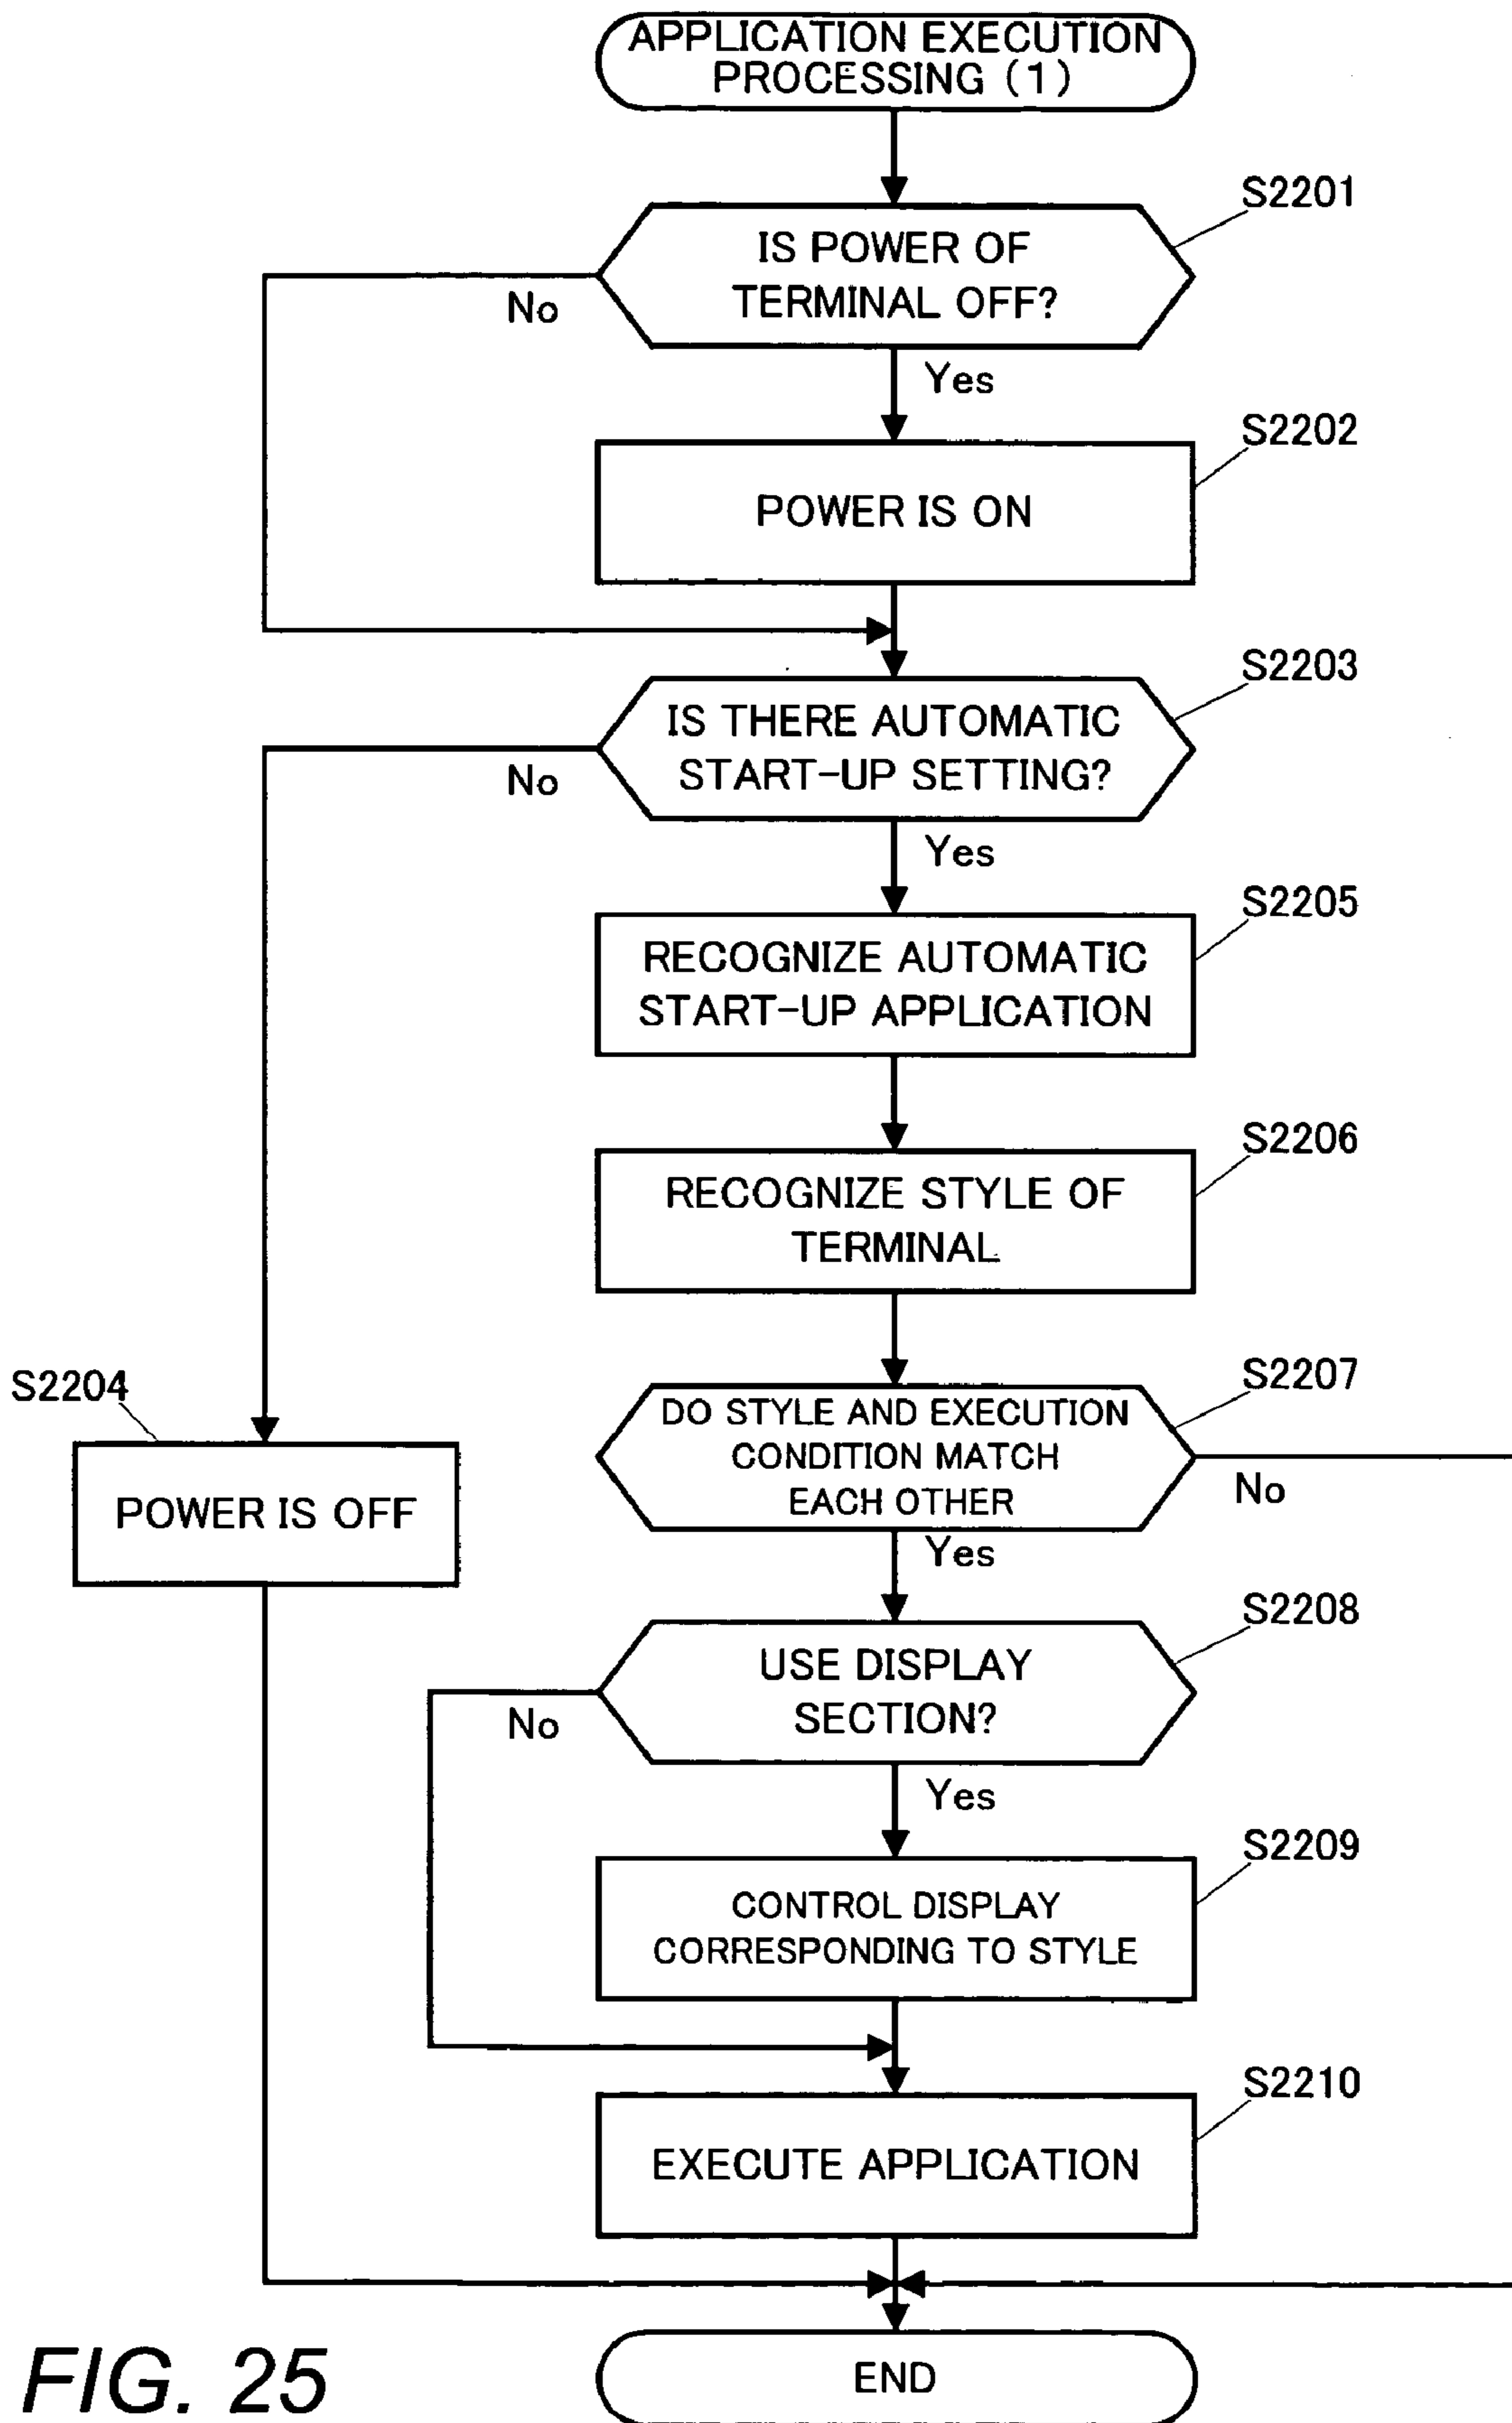 APPLICATION EXECUTION
PROCESSING (1)
S2201
IS POWER OF
TERMINAL OFF?
No
Yes
S2202
POWER IS ON
S2203
IS THERE AUTOMATIC
START-UP SETTING?
No
Yes
S2205
RECOGNIZE AUTOMATIC
START-UP APPLICATION
S2206
RECOGNIZE STYLE OF
TERMINAL
S2204
POWER IS OFF
S2207
DO STYLE AND EXECUTION
CONDITION MATCH
EACH OTHER
No
Yes
S2208
USE DISPLAY
SECTION?
No
Yes
S2209
CONTROL DISPLAY
CORRESPONDING TO STYLE
S2210
EXECUTE APPLICATION
END
FIG. 25